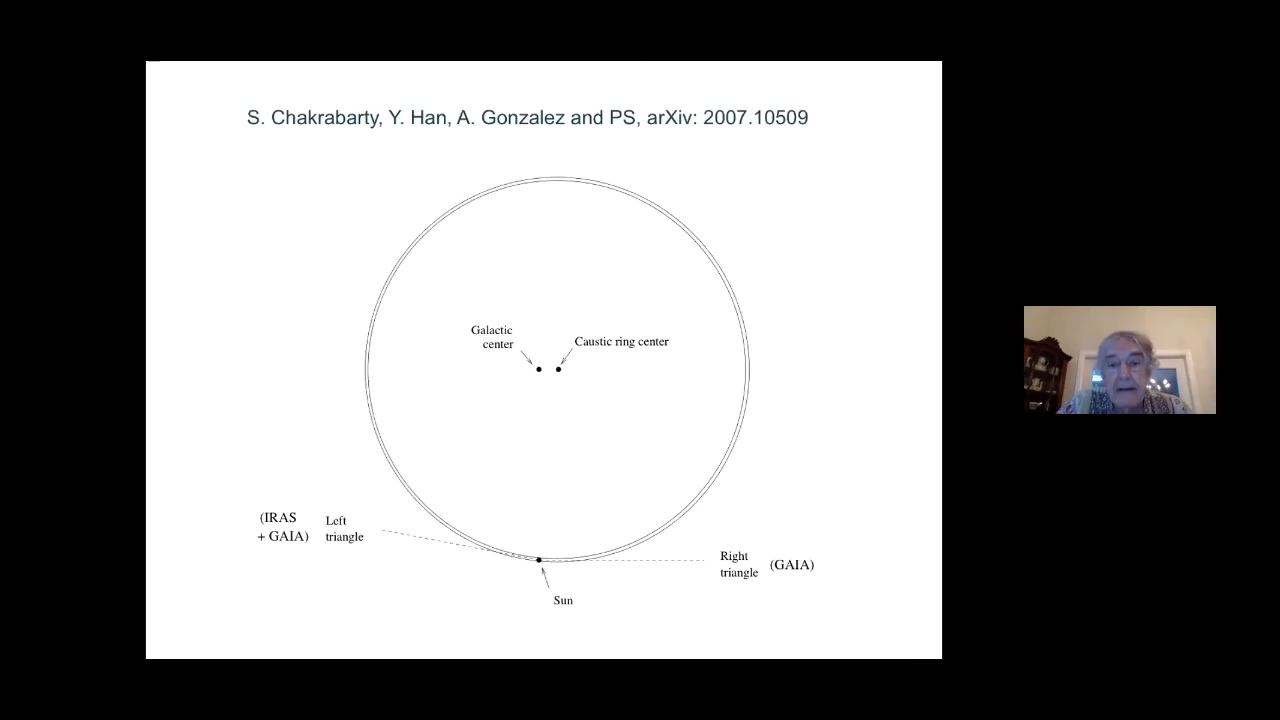 S. Chakrabarty, Y. Han, A. Gonzalez and PS, arXiv: 2007.10509
Galactic
center
Caustic ring center
(IRAS
+ GAIA)
Left
triangle
Right
triangle
(GAIA)
Sun